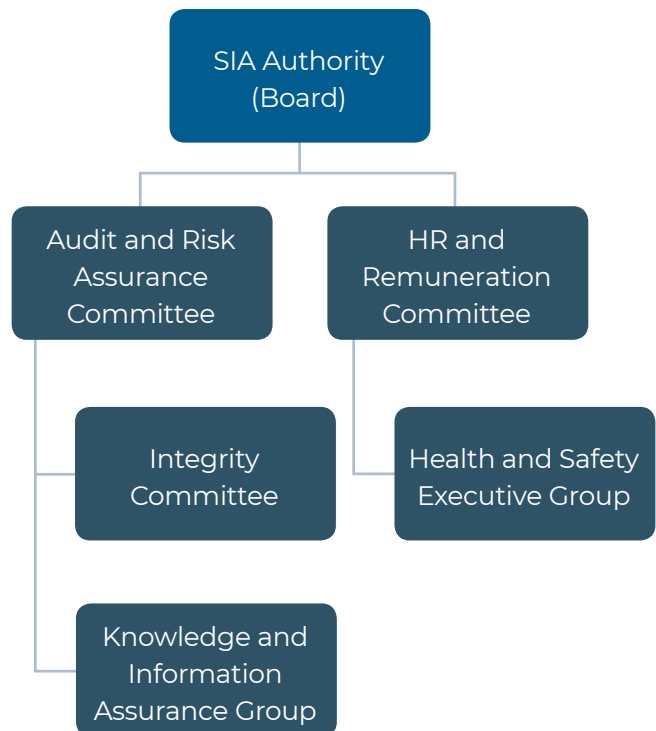 SIA Authority
(Board)
Audit and Risk
Assurance
Committee
HR and
Remuneration
Committee
Integrity
Committee
Health and Safety
Executive Group
Knowledge and
Information
Assurance Group